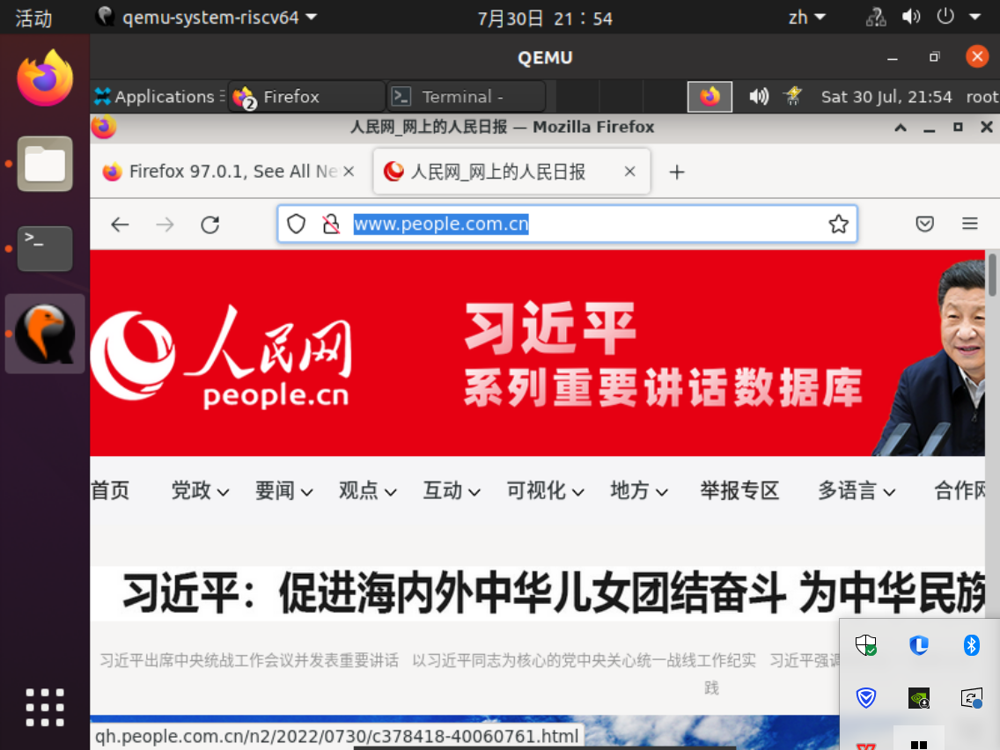 活动 qemu-system-riscv64 7月30日 21：54 zh
QEMU
Applications Firefox 2 Terminal - Sat 30 Jul, 21:54 root
人民网_网上的人民日报 — Mozilla Firefox
Firefox 97.0.1, See All Ne 人民网_网上的人民日报
www.people.com.cn
人民网
people.cn
习近平
系列重要讲话数据库
首页 党政 要闻 观点 互动 可视化 地方 举报专区 多语言 合作网
习近平：促进海内外中华儿女团结奋斗 为中华民族
习近平出席中央统战工作会议并发表重要讲话 以习近平同志为核心的党中央关心统一战线工作纪实 习近平强调
践
qh.people.com.cn/n2/2022/0730/c378418-40060761.html